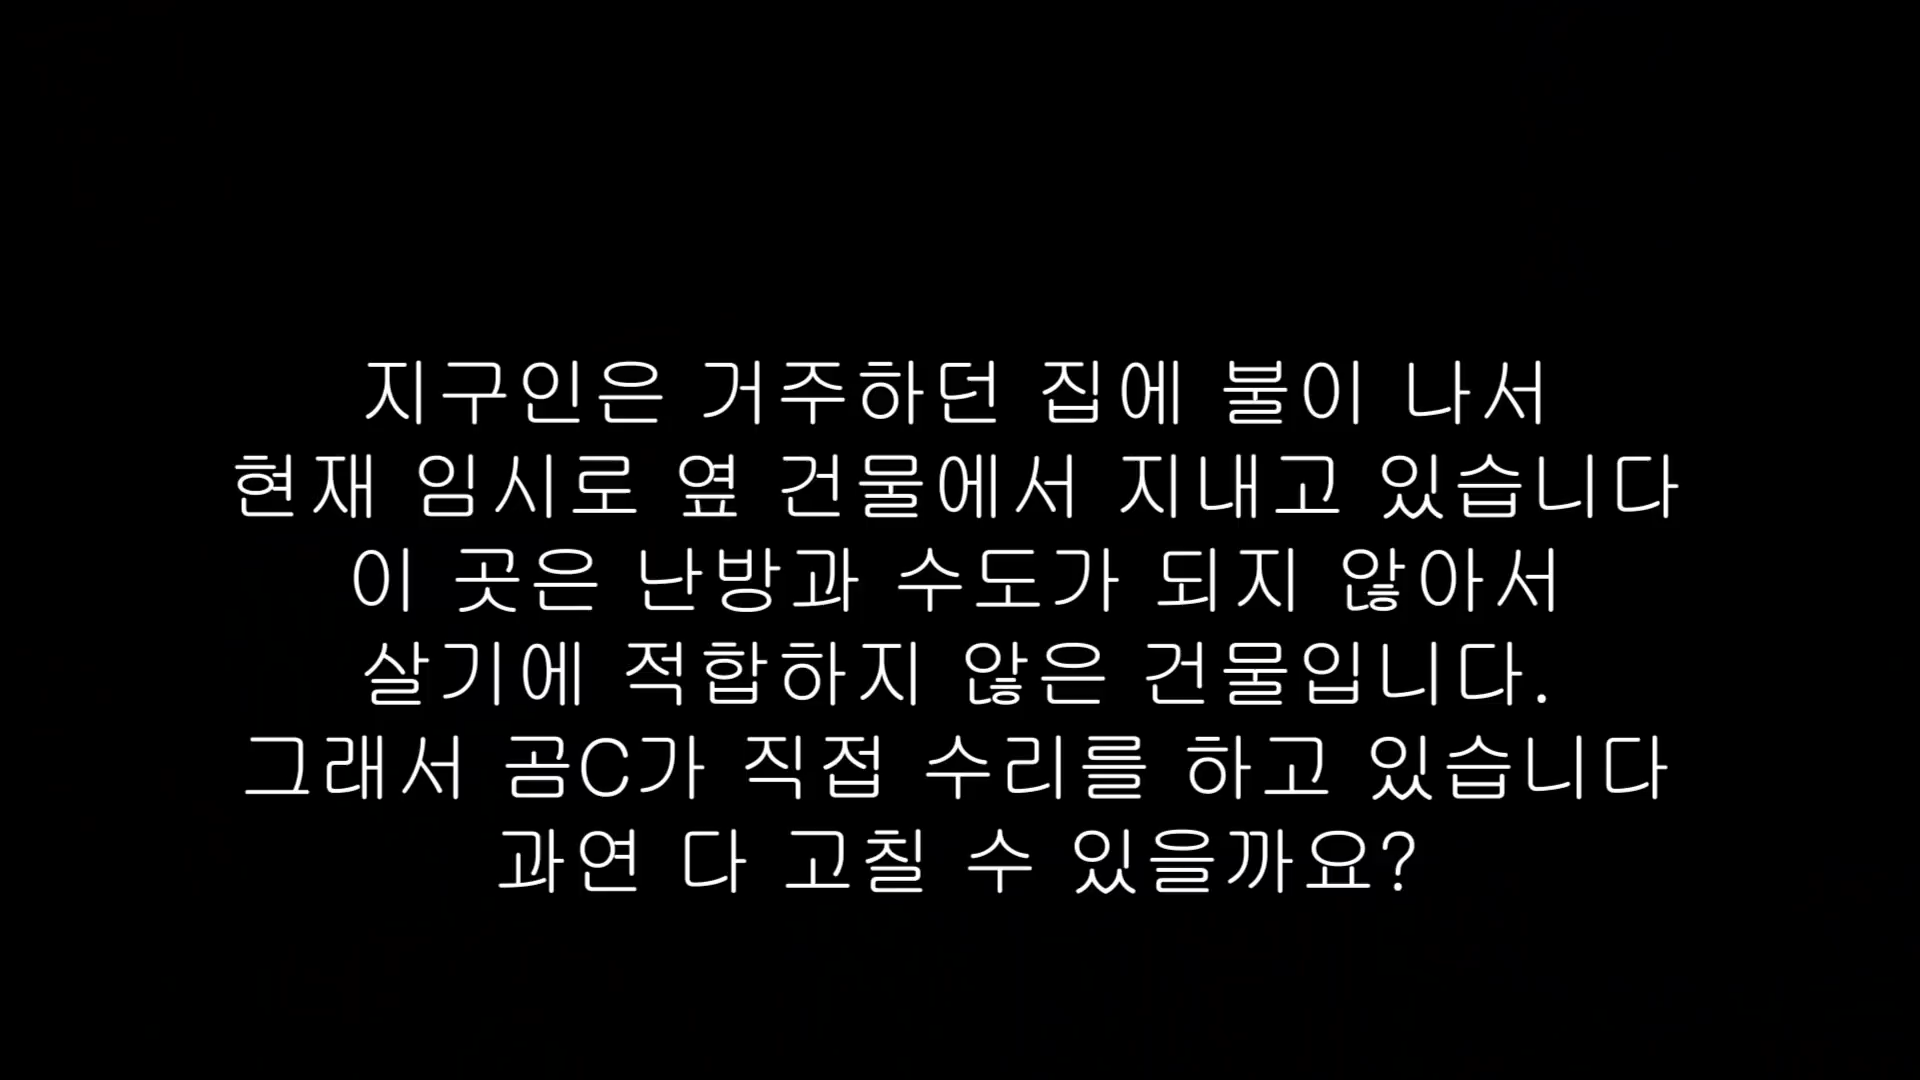 지구인은 거주하던 집에 불이 나서
현재 임시로 옆 건물에서 지내고 있습니다
이 곳은 난방과 수도가 되지 않아서
살기에 적합하지 않은 건물입니다.
그래서 곰C가 직접 수리를 하고 있습니다
과연 다 고칠 수 있을까요?